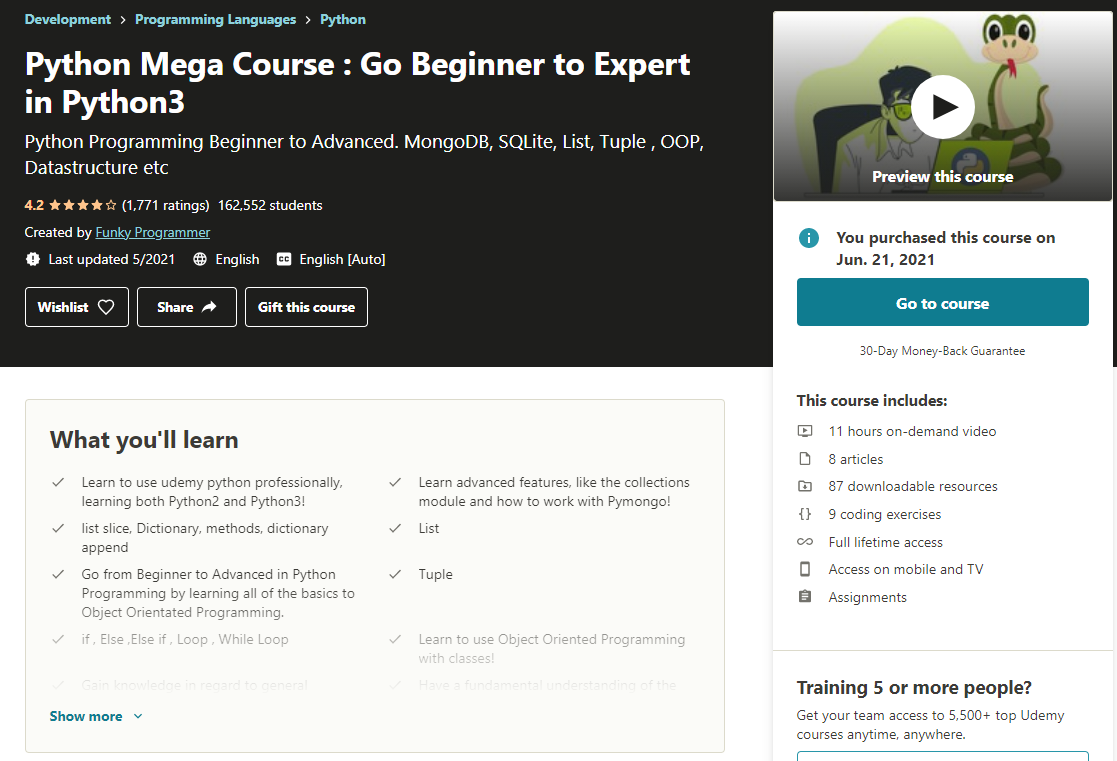 Development > Programming Languages > Python
Python Mega Course : Go Beginner to Expert
in Python3
Python Programming Beginner to Advanced. MongoDB, SQLite, List, Tuple , OOP,
Datastructure etc
4.2 (1,771 ratings) 162,552 students
Created by Funky Programmer
Last updated 5/2021 English CC English [Auto]
Wishlist Share Gift this course
What you'll learn
Learn to use udemy python professionally,
learning both Python2 and Python3!
Learn advanced features, like the collections
module and how to work with Pymongo!
list slice, Dictionary, methods, dictionary
append
List
Go from Beginner to Advanced in Python
Programming by learning all of the basics to
Object Orientated Programming.
Tuple
if , Else ,Else if , Loop , While Loop
Learn to use Object Oriented Programming
with classes!
Gain knowledge in regard to general
Have a fundamental understanding of the
Show more
Preview this course
You purchased this course on
Jun. 21, 2021
Go to course
30-Day Money-Back Guarantee
This course includes:
11 hours on-demand video
8 articles
87 downloadable resources
{} 9 coding exercises
Full lifetime access
Access on mobile and TV
Assignments
Training 5 or more people?
Get your team access to 5,500+ top Udemy
courses anytime, anywhere.